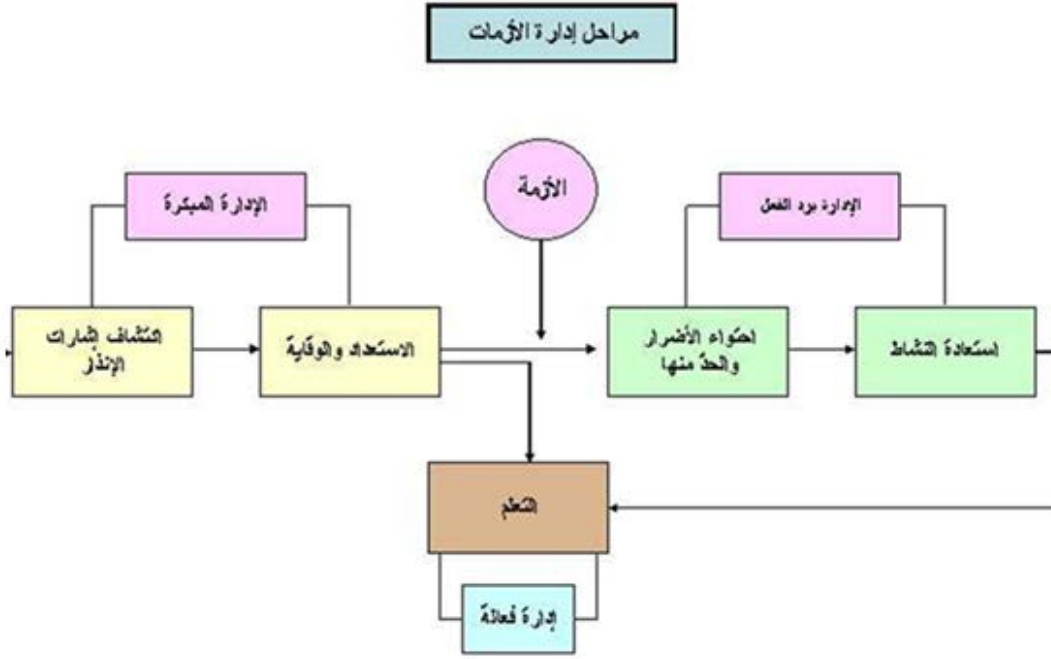 مراحل إدارة الأزمات
الأزمة
الإدارة المبكرة
الإدارة برد الفعل
اكتشاف إشارات
الإنذار
الاستعداد والوقاية
احتواء الأضرار
والحدّ منها
استعادة النشاط
التعلم
إدارة فعالة